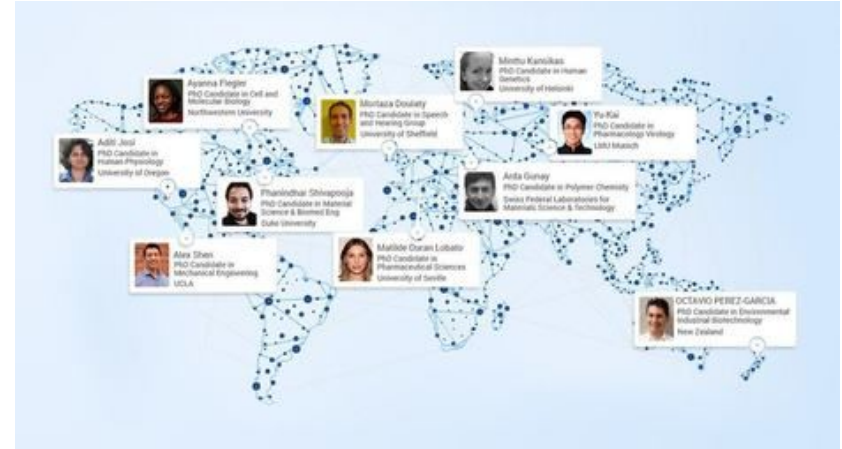 Minttu Kansikas
PhD Candidate in Human
Genetics
University of Helsinki
Ayanna Flegler
PhD Candidate in Cell and
Molecular Biology
Northwestern University
Mortaza Doulaty
PhD Candidate in Speech
and Hearing Group
University of Sheffield
Yu Kai
PhD Candidate in
Pharmacology Virology
LMU Munich
Aditi Josi
PhD Candidate in
Human Physiology
University of Oregon
Phanindhar Shivapooja
PhD Candidate in Material
Science & Biomed Eng
Duke University
Arda Gunay
PhD Candidate in Polymer Chemistry
Swiss Federal Laboratories for
Materials Science & Technology
Alex Shen
PhD Candidate in
Mechanical Engineering
UCLA
Matilde Duran Lobato
PhD Candidate in
Pharmaceutical Sciences
University of Seville
OCTAVIO PEREZ-GARCIA
PhD Candidate in Environmental
Industrial Biotechnology
New Zealand